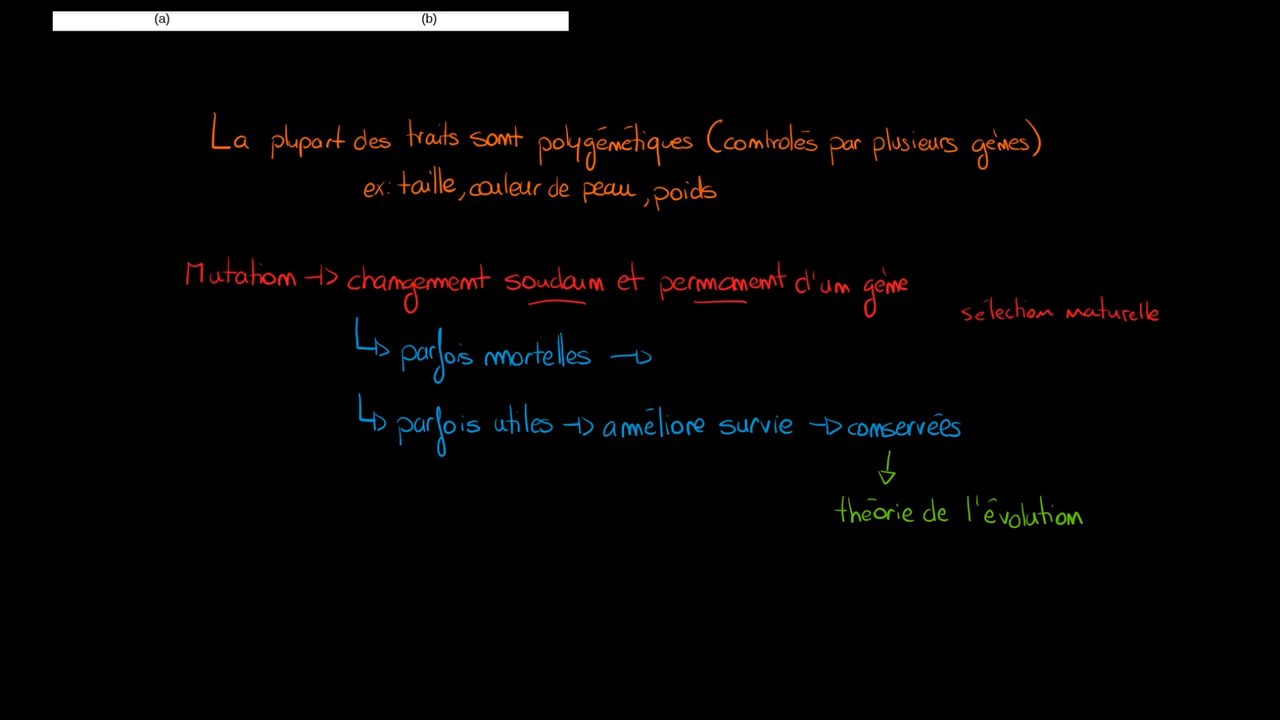 (a) (b)
La plupart des traits sont polygénétiques (controlés par plusieurs gènes)
ex: taille, couleur de peau, poids
Mutation → changement soudain et permanent d'un gène
sélection naturelle
↳ parfois mortelles →
↳ parfois utiles → améliore survie → conservées
↓
théorie de l'évolution